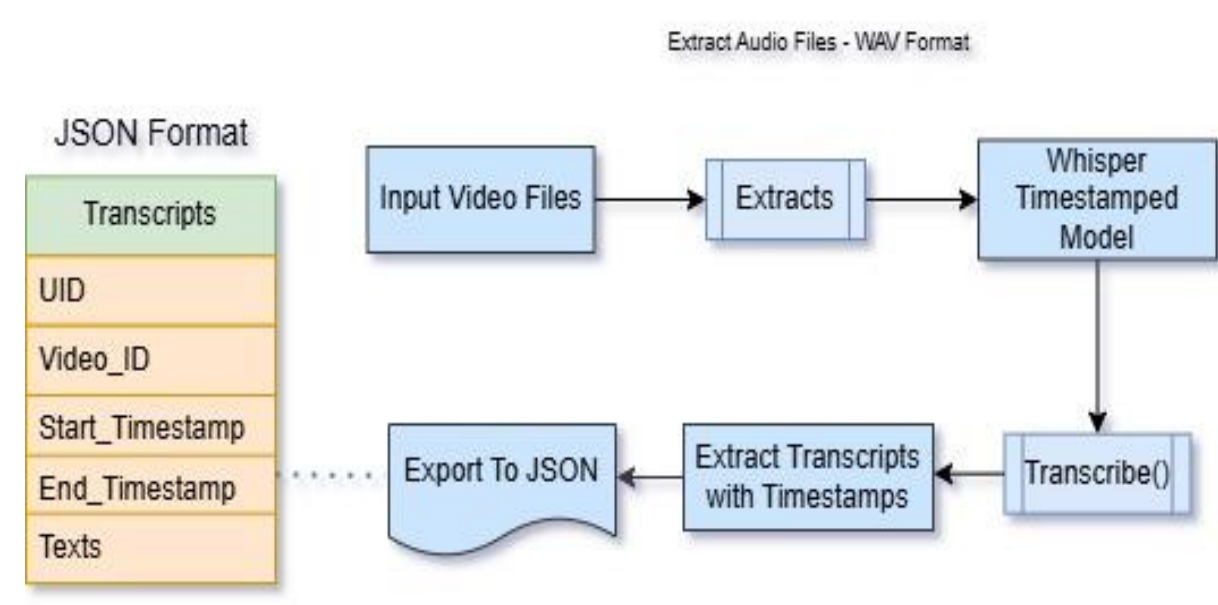 Extract Audio Files - WAV Format
JSON Format
Transcripts
UID
Video_ID
Start_Timestamp
End_Timestamp
Texts
Input Video Files
Extracts
Whisper
Timestamped
Model
Transcribe()
Extract Transcripts
with Timestamps
Export To JSON